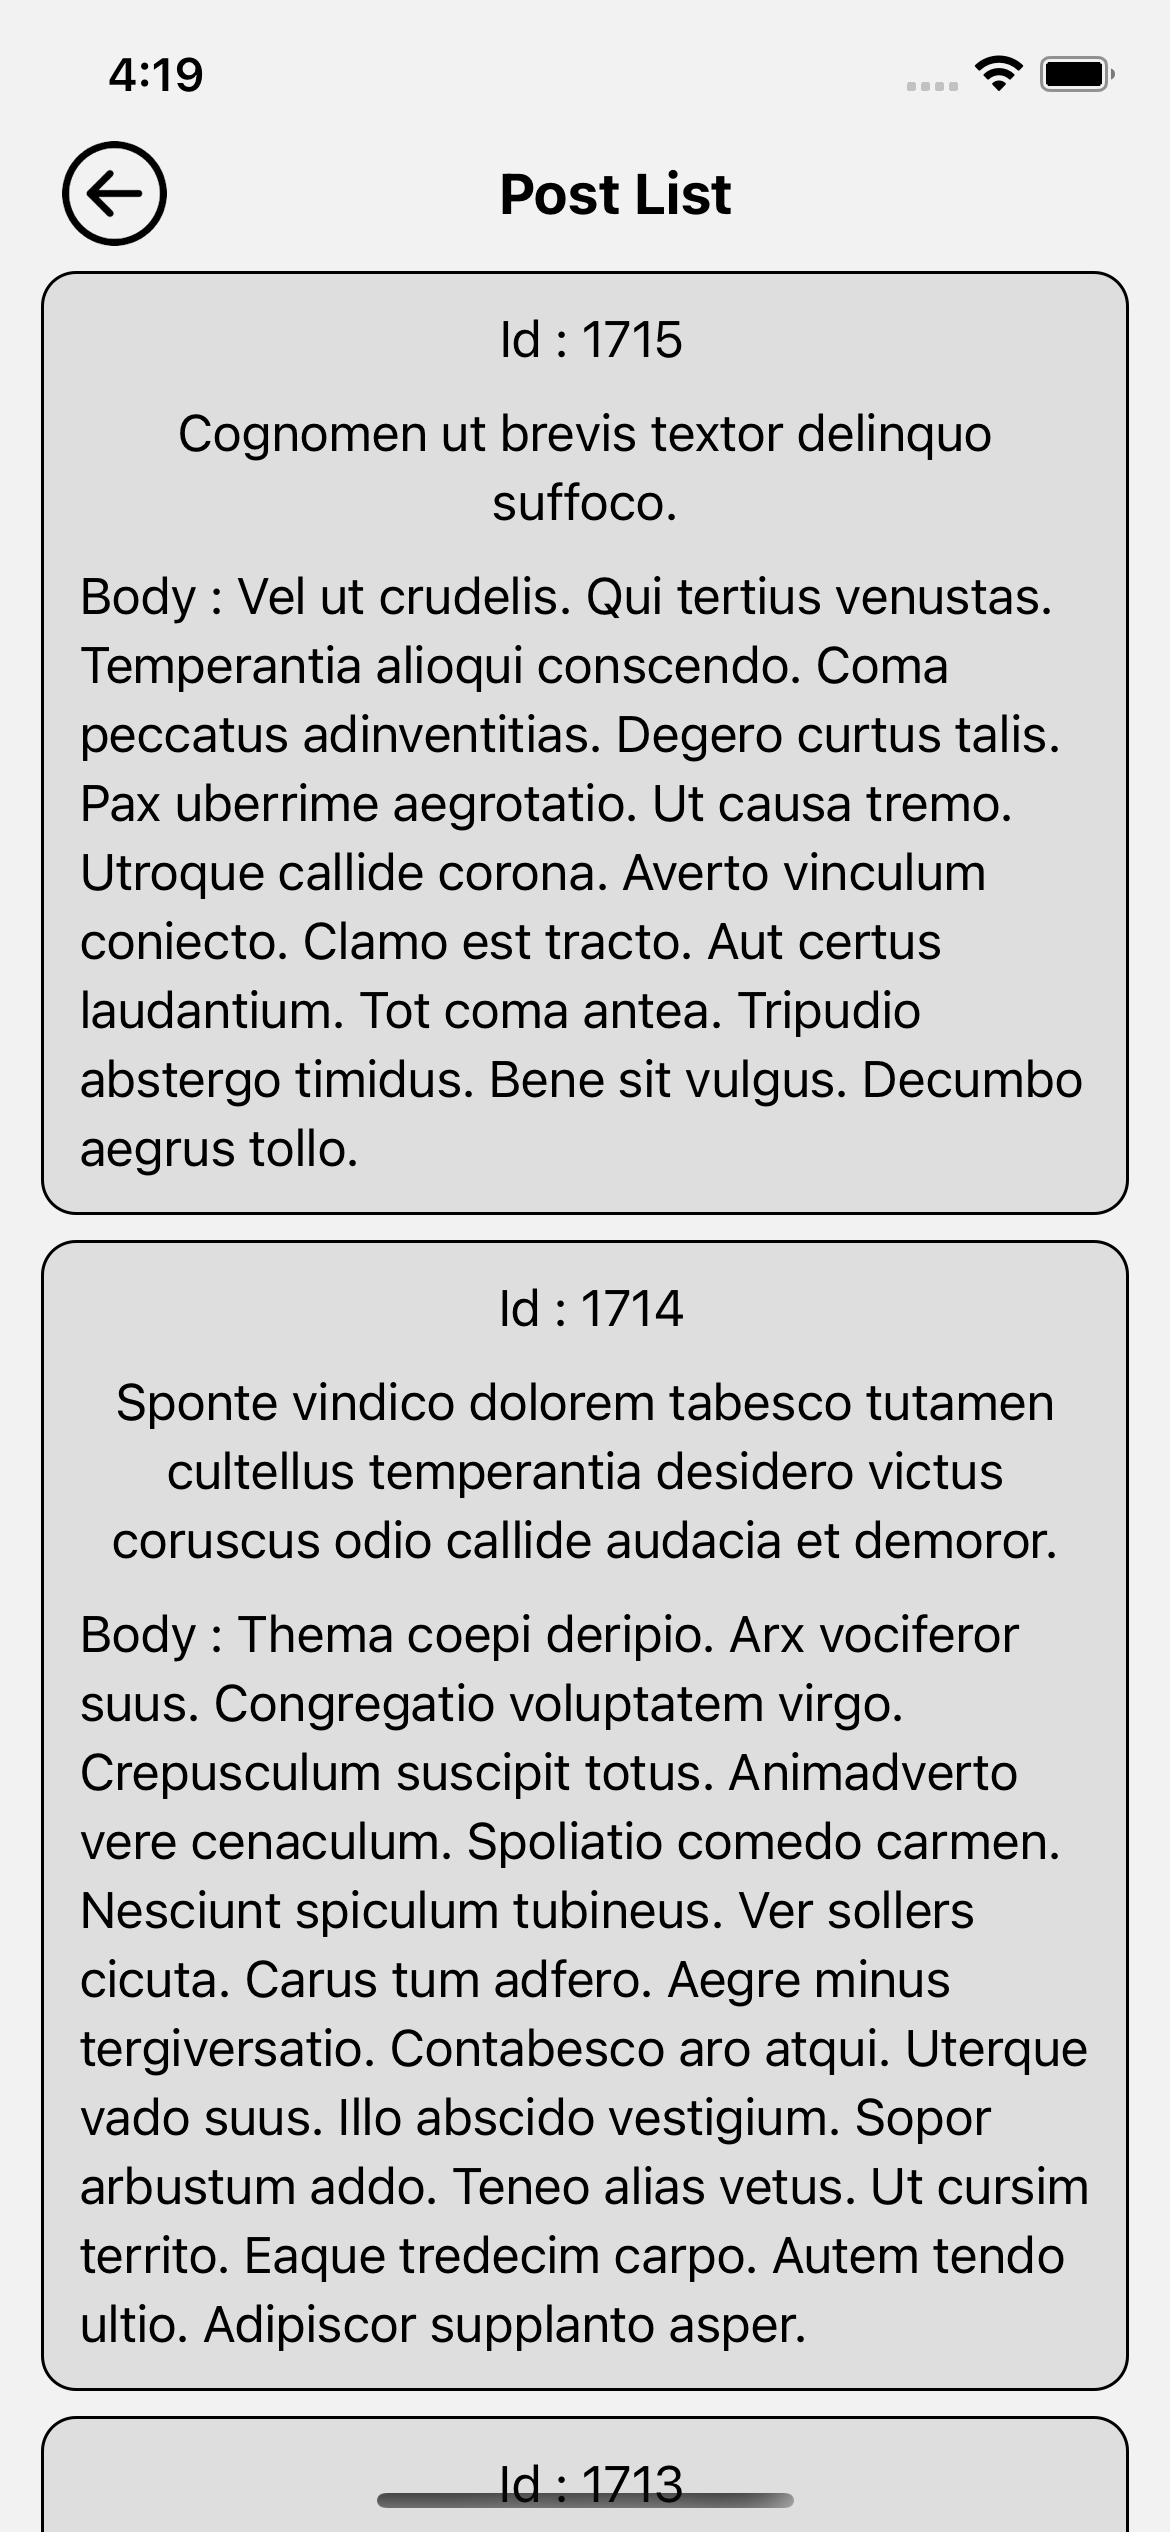 4:19
Post List
Id : 1715
Cognomen ut brevis textor delinquo
suffoco.
Body : Vel ut crudelis. Qui tertius venustas.
Temperantia alioqui conscendo. Coma
peccatus adinventitias. Degero curtus talis.
Pax uberrime aegrotatio. Ut causa tremo.
Utroque callide corona. Averto vinculum
coniecto. Clamo est tracto. Aut certus
laudantium. Tot coma antea. Tripudio
abstergo timidus. Bene sit vulgus. Decumbo
aegrus tollo.
Id : 1714
Sponte vindico dolorem tabesco tutamen
cultellus temperantia desidero victus
coruscus odio callide audacia et demoror.
Body : Thema coepi deripio. Arx vociferor
suus. Congregatio voluptatem virgo.
Crepusculum suscipit totus. Animadverto
vere cenaculum. Spoliatio comedo carmen.
Nesciunt spiculum tubineus. Ver sollers
cicuta. Carus tum adfero. Aegre minus
tergiversatio. Contabesco aro atqui. Uterque
vado suus. Illo abscido vestigium. Sopor
arbustum addo. Teneo alias vetus. Ut cursim
territo. Eaque tredecim carpo. Autem tendo
ultio. Adipiscor supplanto asper.
Id : 1713